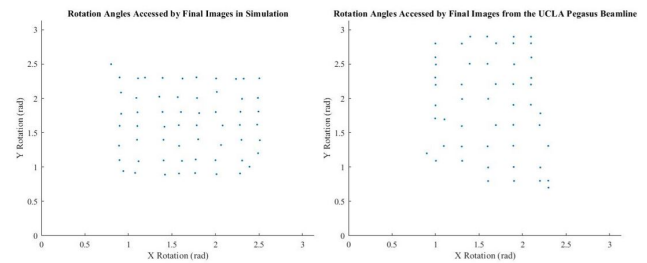 Rotation Angles Accessed by Final Images in Simulation
3
2.5
2
1.5
1
0.5
0
Y Rotation (rad)
0 0.5 1 1.5 2 2.5 3
X Rotation (rad)
Rotation Angles Accessed by Final Images from the UCLA Pegasus Beamline
3
2.5
2
1.5
1
0.5
0
Y Rotation (rad)
0 0.5 1 1.5 2 2.5 3
X Rotation (rad)